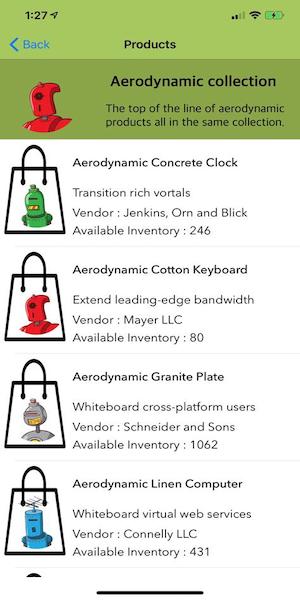 1:27
Back
Products
Aerodynamic collection
The top of the line of aerodynamic
products all in the same collection.
Aerodynamic Concrete Clock
Transition rich vortals
Vendor : Jenkins, Orn and Blick
Available Inventory : 246
Aerodynamic Cotton Keyboard
Extend leading-edge bandwidth
Vendor : Mayer LLC
Available Inventory : 80
Aerodynamic Granite Plate
Whiteboard cross-platform users
Vendor : Schneider and Sons
Available Inventory : 1062
Aerodynamic Linen Computer
Whiteboard virtual web services
Vendor : Connelly LLC
Available Inventory : 431